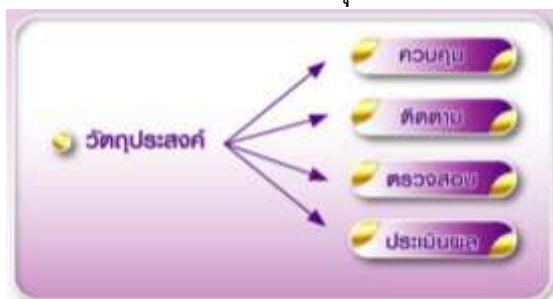 ควบคุม
ติดตาม
วัตถุประสงค์
ตรวจสอบ
ประเมินผล